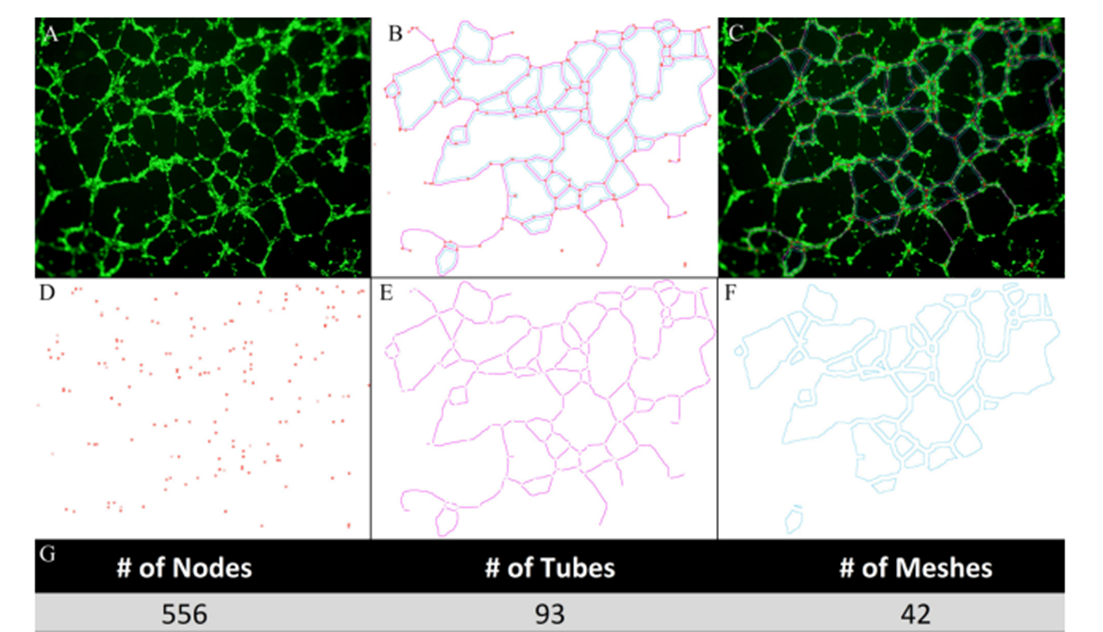 A
B
C
D
E
F
G
# of Nodes # of Tubes # of Meshes
556 93 42